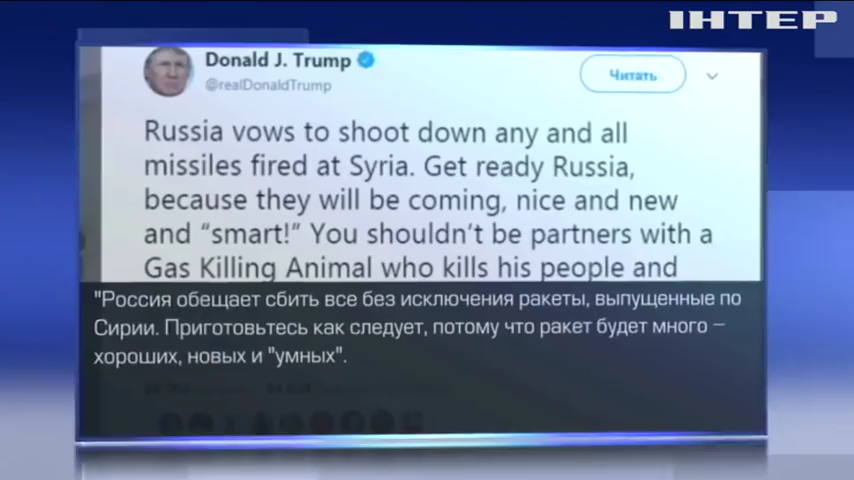 ІНТЕР
Donald J. Trump
@realDonaldTrump
Читать
Russia vows to shoot down any and all
missiles fired at Syria. Get ready Russia,
because they will be coming, nice and new
and “smart!” You shouldn’t be partners with a
Gas Killing Animal who kills his people and
"Россия обещает сбить все без исключения ракеты, выпущенные по
Сирии. Приготовьтесь как следует, потому что ракет будет много –
хороших, новых и "умных".